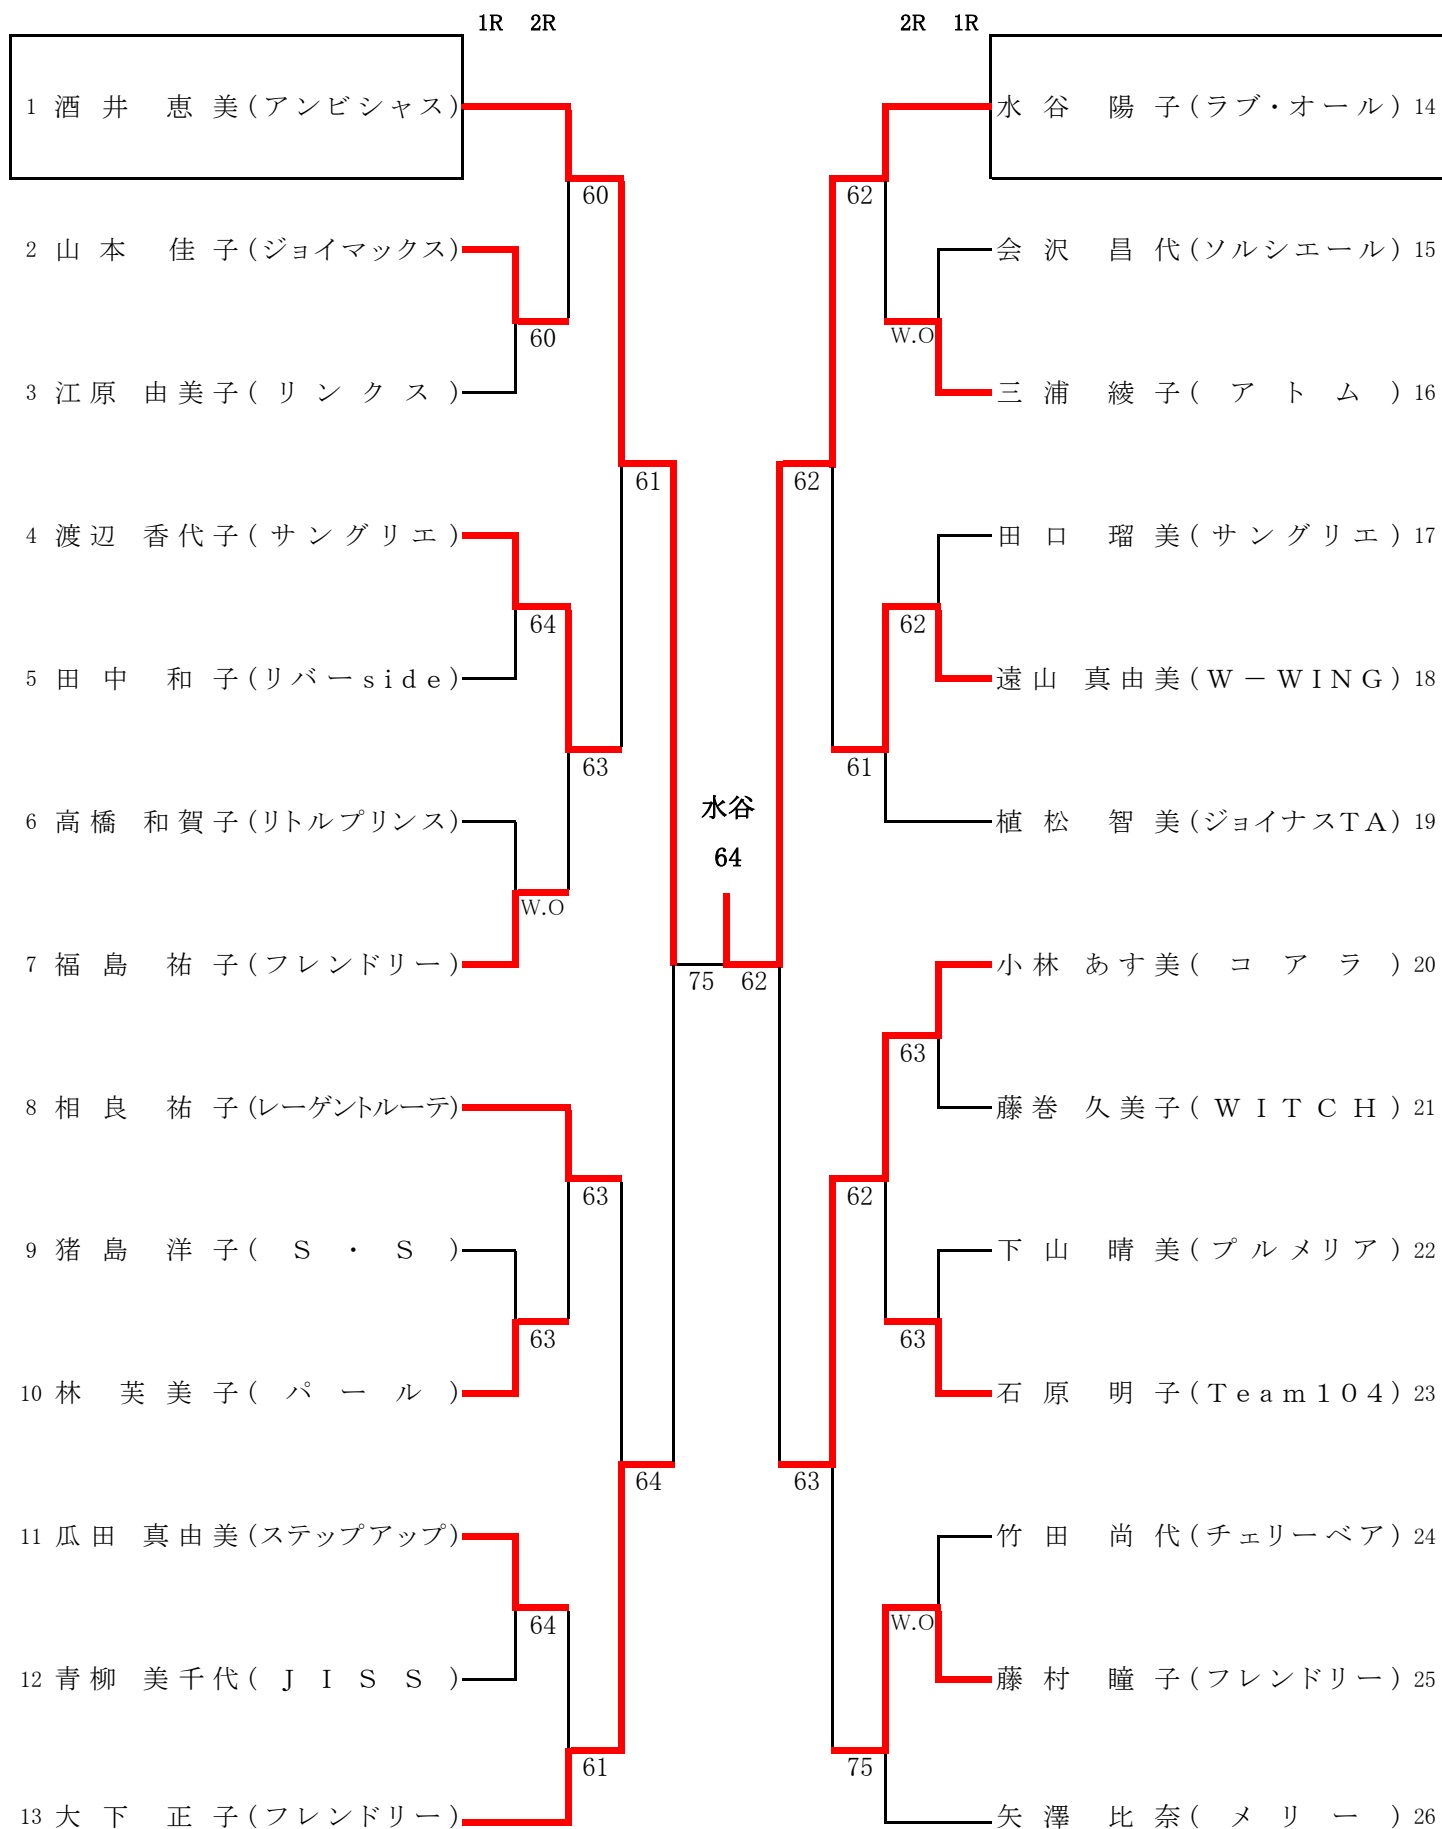 1R 2R
2R 1R
1 酒井 恵美(アンビシャス)
水谷 陽子(ラブ・オール) 14
60
62
2 山本 佳子(ジョイマックス)
会沢 昌代(ソルシエール) 15
60
W.O
3 江原 由美子(リンクス)
三浦 綾子(アトム) 16
61
62
4 渡辺 香代子(サングリエ)
田口 瑠美(サングリエ) 17
64
62
5 田中 和子(リバーside)
遠山 真由美(W－WING) 18
63
61
水谷
64
6 高橋 和賀子(リトルプリンス)
植松 智美(ジョイナスTA) 19
W.O
7 福島 祐子(フレンドリー)
小林 あす美(コアラ) 20
75 62
63
8 相良 祐子(レーゲントルーテ)
藤巻 久美子(WITCH) 21
63
62
9 猪島 洋子(S・S)
下山 晴美(プルメリア) 22
63
63
10 林 芙美子(パール)
石原 明子(Team104) 23
64
63
11 瓜田 真由美(ステップアップ)
竹田 尚代(チェリーベア) 24
64
W.O
12 青柳 美千代(JISS)
藤村 瞳子(フレンドリー) 25
61
75
13 大下 正子(フレンドリー)
矢澤 比奈(メリー) 26